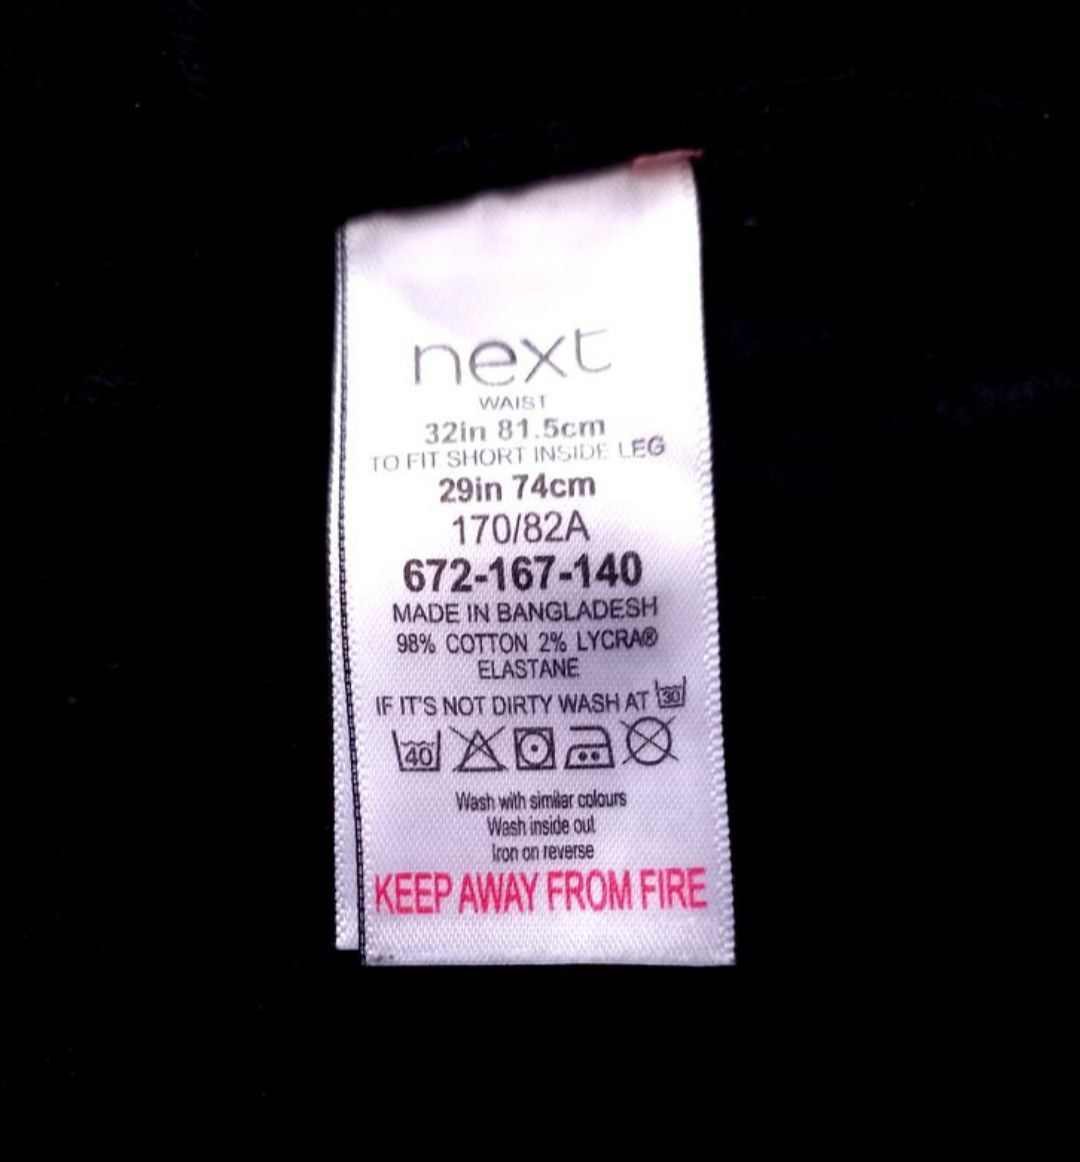 next
WAIST
32in 81.5cm
TO FIT SHORT INSIDE LEG
29in 74cm
170/82A
672-167-140
MADE IN BANGLADESH
98% COTTON 2% LYCRA®
ELASTANE
IF IT'S NOT DIRTY WASH AT 30
40
Wash with similar colours
Wash inside out
Iron on reverse
KEEP AWAY FROM FIRE